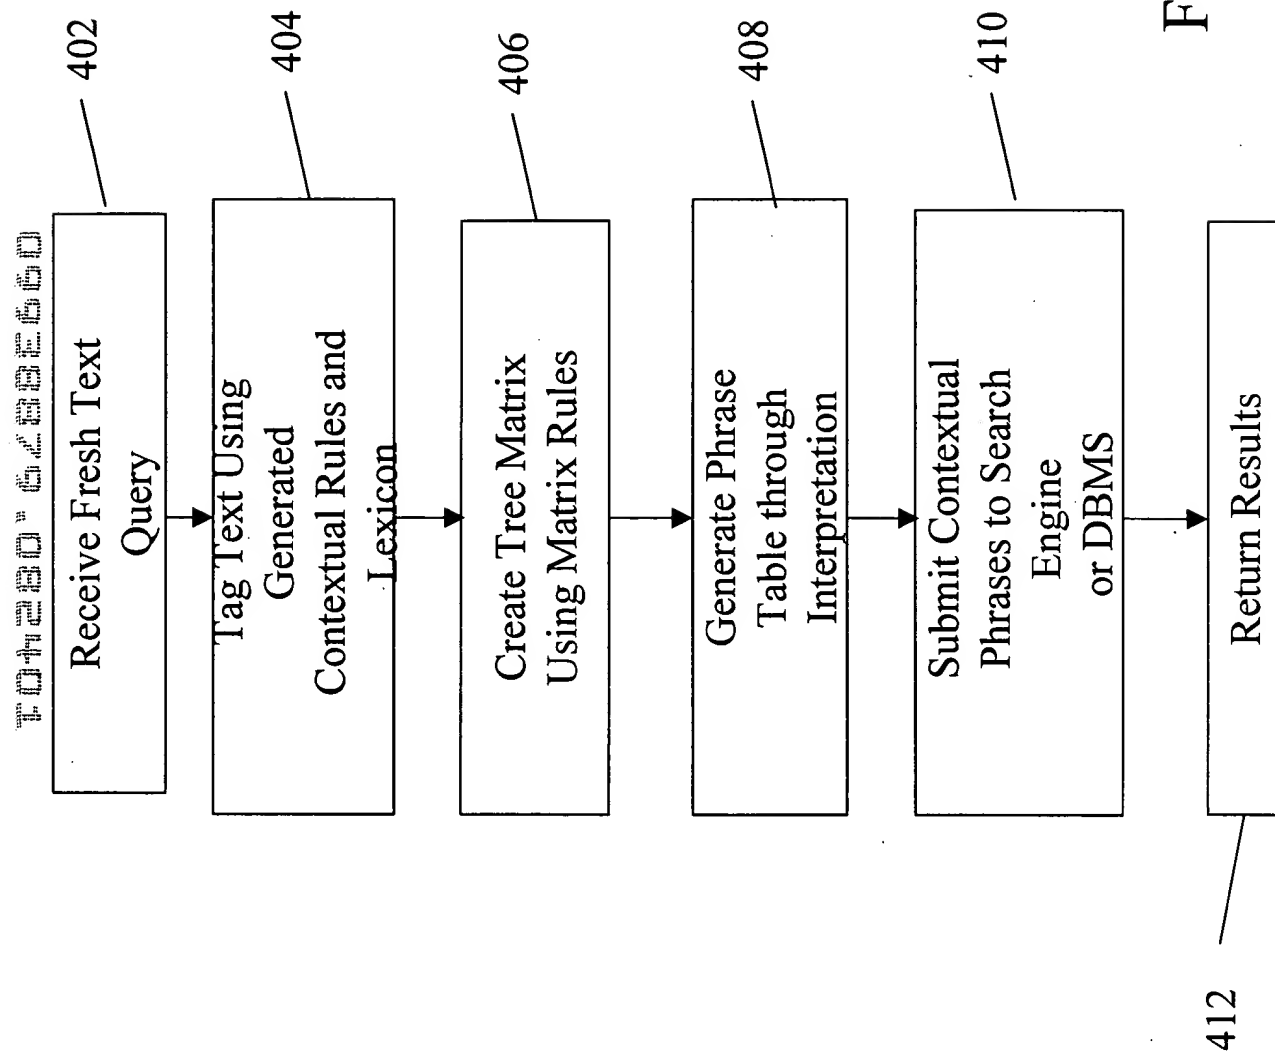 09938879.082401
Receive Fresh Text
Query
402
Tag Text Using
Generated
Contextual Rules and
Lexicon
404
Create Tree Matrix
Using Matrix Rules
406
Generate Phrase
Table through
Interpretation
408
Submit Contextual
Phrases to Search
Engine
or DBMS
410
Return Results
412
F